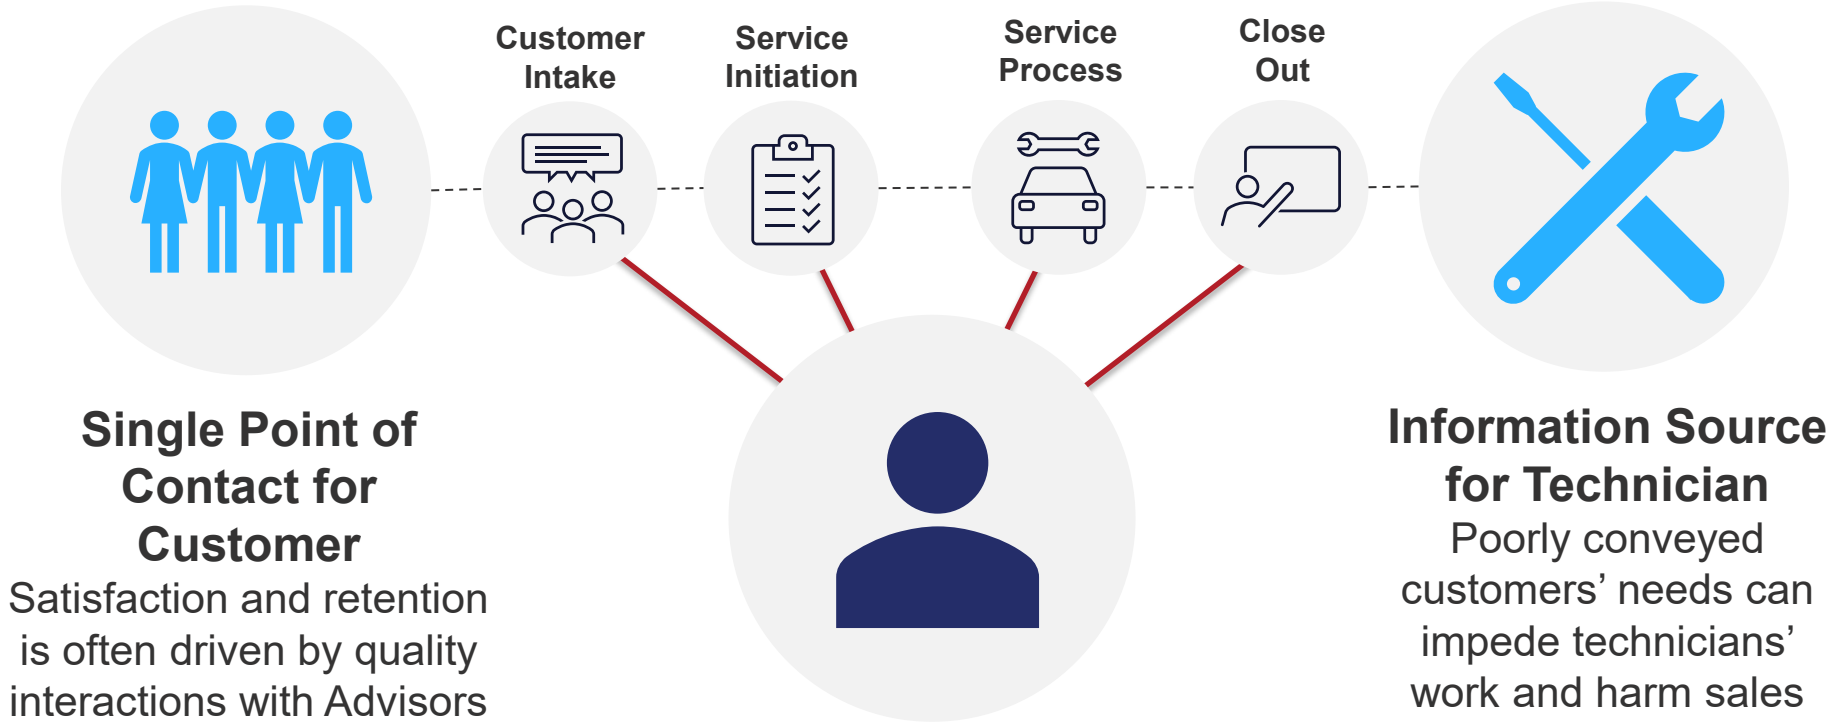 Customer
Intake
Service
Initiation
Service
Process
Close
Out
Single Point of
Contact for
Customer
Satisfaction and retention
is often driven by quality
interactions with Advisors
Information Source
for Technician
Poorly conveyed
customers’ needs can
impede technicians’
work and harm sales